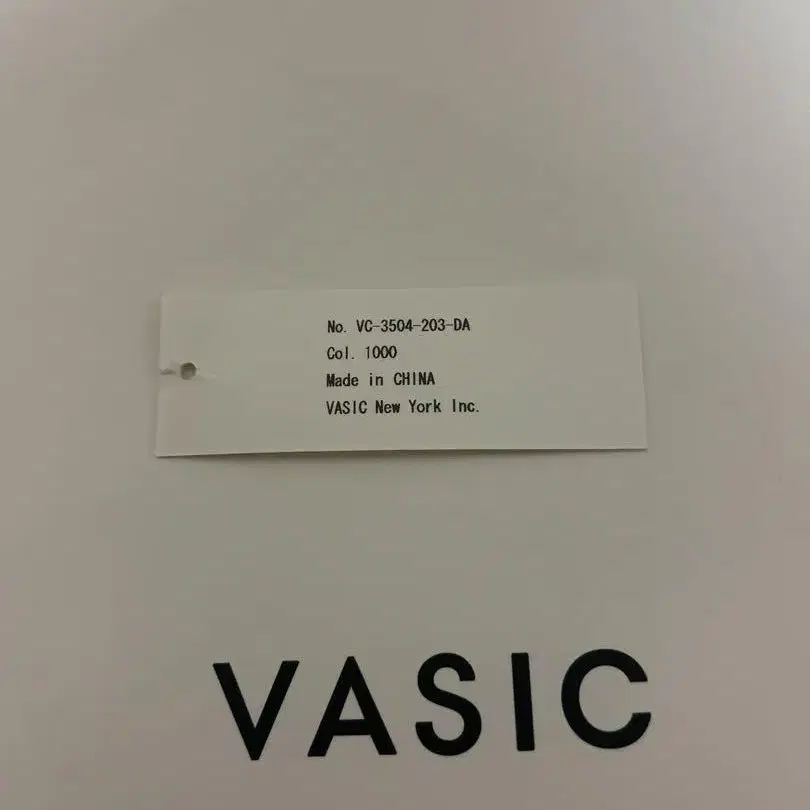 No. VC-3504-203-DA
Col. 1000
Made in CHINA
VASIC New York Inc.
VASIC